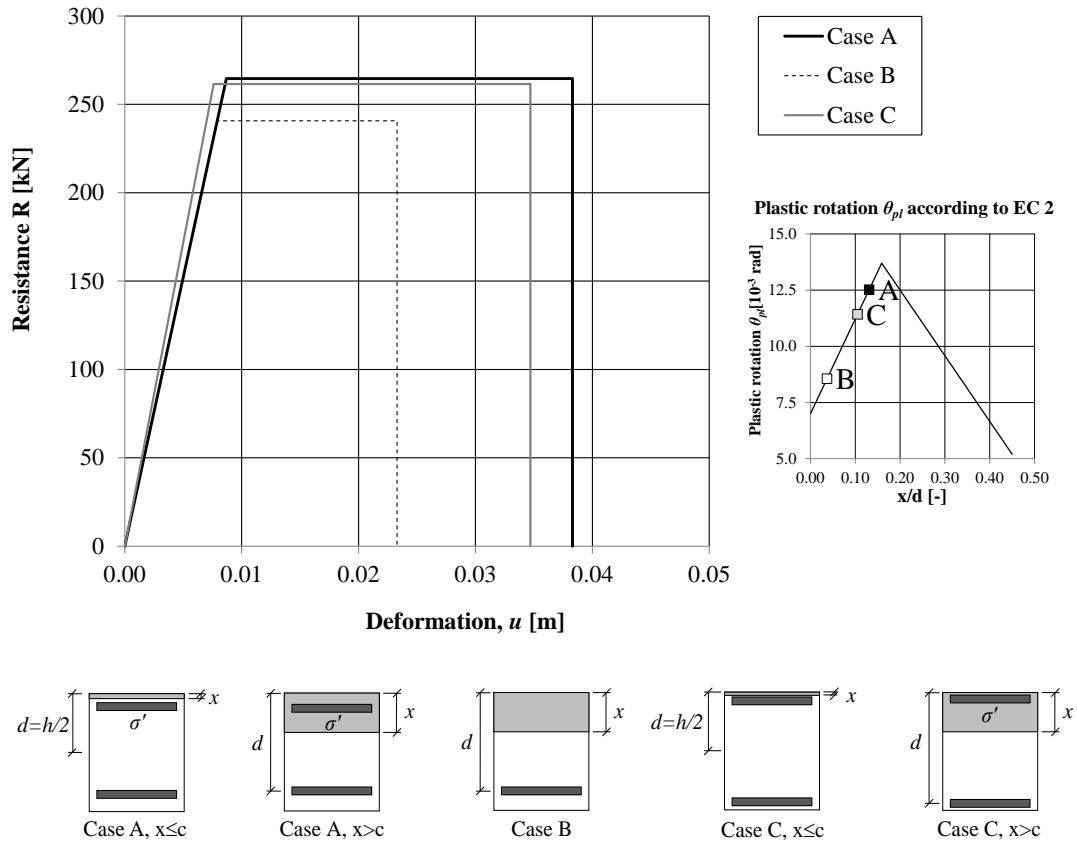 300
250
200
150
100
50
0
Resistance R [kN]
0.00 0.01 0.02 0.03 0.04 0.05
Deformation, u [m]
Case A
Case B
Case C
Plastic rotation θpl according to EC 2
15.0
12.5
10.0
7.5
5.0
Plastic rotation θpl[10-3 rad]
A
C
B
0.00 0.10 0.20 0.30 0.40 0.50
x/d [-]
d=h/2 σ' x
Case A, x≤c
d σ' x
Case A, x>c
d x
Case B
d=h/2 x
Case C, x≤c
d σ' x
Case C, x>c